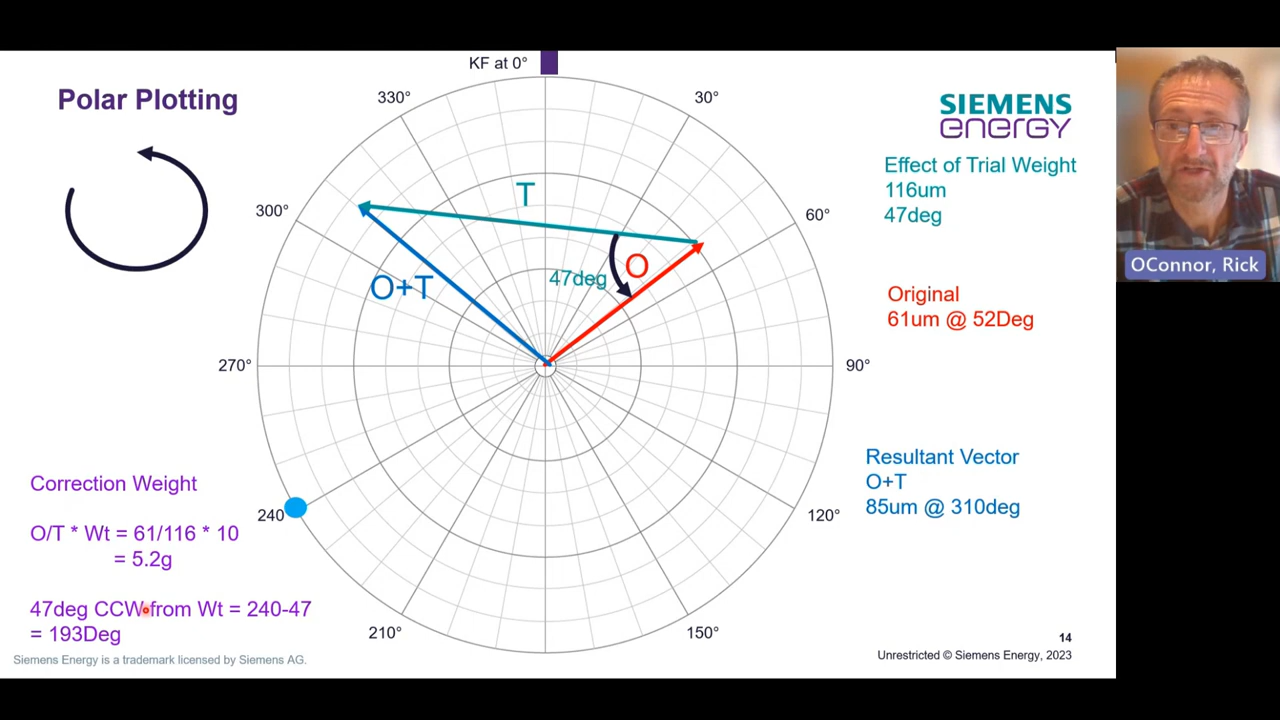 KF at 0°
Polar Plotting
330°
30°
SIEMENS
energy
Effect of Trial Weight
116um
47deg
T
300°
60°
O
47deg
O+T
OConnor, Rick
Original
61um @ 52Deg
270°
90°
Resultant Vector
O+T
85um @ 310deg
Correction Weight
240
120°
O/T * Wt = 61/116 * 10
= 5.2g
47deg CCW from Wt = 240-47
= 193Deg
210°
150°
14
Siemens Energy is a trademark licensed by Siemens AG.
Unrestricted © Siemens Energy, 2023